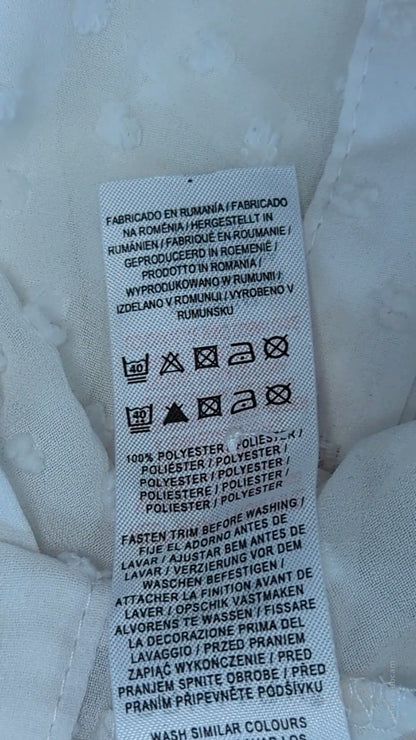 FABRICADO EN RUMANÍA / FABRICADO
NA ROMÉNIA / HERGESTELLT IN
RUMÄNIEN / FABRIQUÉ EN ROUMANIE /
GEPRODUCEERD IN ROEMENIË /
PRODOTTO IN ROMANIA /
WYPRODUKOWANO W RUMUNII /
IZDELANO V ROMUNIJI / VYROBENO V
RUMUNSKU
40
40
100% POLYESTER
POLIÉSTER / POLYESTER /
POLYESTER / POLYESTER /
POLIESTERE / POLIESTER
POLIESTER / POLYESTER
FASTEN TRIM BEFORE WASHING /
FIJE EL ADORNO ANTES DE
LAVAR / AJUSTAR BEM ANTES DE
LAVAR / VERZIERUNG VOR DEM
WASCHEN BEFESTIGEN /
ATTACHER LA FINITION AVANT DE
LAVER / OPSCHIK VASTMAKEN
ALVORENS TE WASSEN / FISSARE
LA DECORAZIONE PRIMA DEL
LAVAGGIO / PRZED PRANIEM
ZAPIĄĆ WYKOŃCZENIE / PRED
PRANJEM SPNITE OBROBE / PŘED
PRANÍM PŘIPEVNĚTE PODŠÍVKU
WASH SIMILAR COLOURS